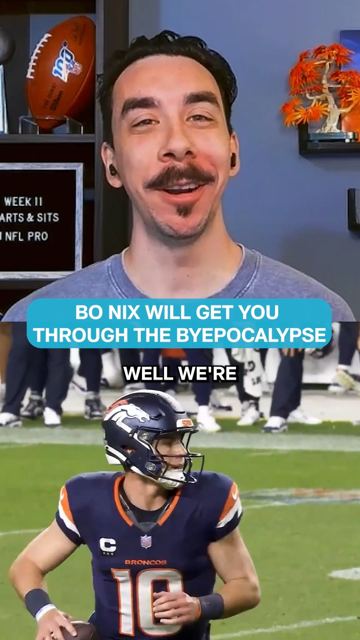 100
WEEK 11
ARTS & SITS
NFL PRO
BO NIX WILL GET YOU
THROUGH THE BYEPOCALYPSE
WELL WE'RE
C
BRONCOS
10